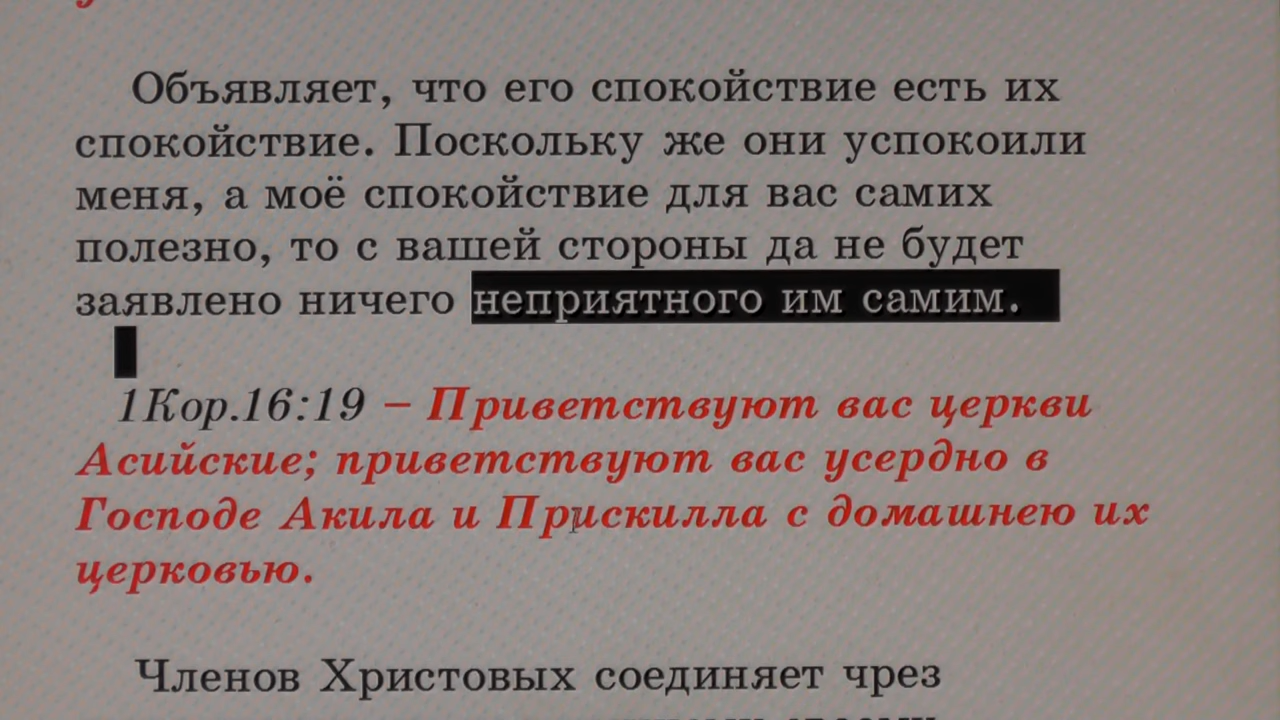 Объявляет, что его спокойствие есть их
спокойствие. Поскольку же они успокоили
меня, а моё спокойствие для вас самих
полезно, то с вашей стороны да не будет
заявлено ничего неприятного им самим.
1Кор.16:19 – Приветствуют вас церкви
Асийские; приветствуют вас усердно в
Господе Акила и Прискилла с домашнею их
церковью.
Членов Христовых соединяет чрез